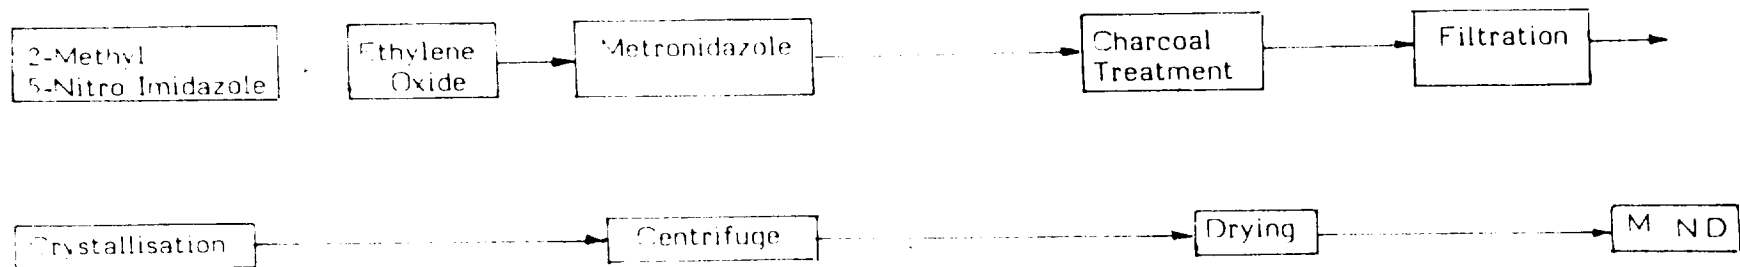 2-Methyl
5-Nitro Imidazole
Ethylene
Oxide
Metronidazole
Charcoal
Treatment
Filtration
Crystallisation
Centrifuge
Drying
M ND